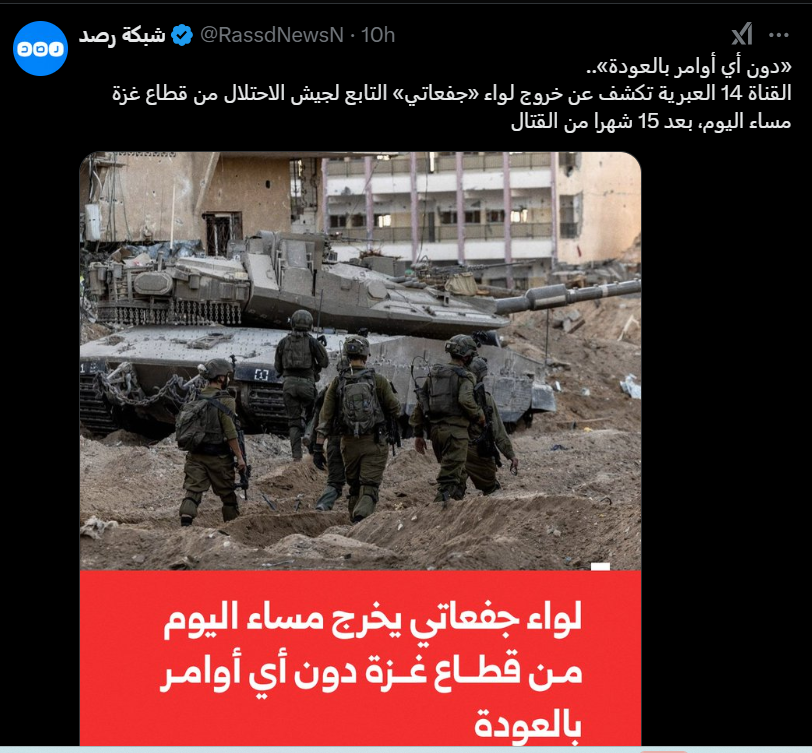 شبكة رصد @RassdNewsN · 10h
«دون أي أوامر بالعودة»..
القناة 14 العبرية تكشف عن خروج لواء «جفعاتي» التابع لجيش الاحتلال من قطاع غزة
مساء اليوم، بعد 15 شهرا من القتال
لواء جفعاتي يخرج مساء اليوم
من قطاع غزة دون أي أوامر
بالعودة